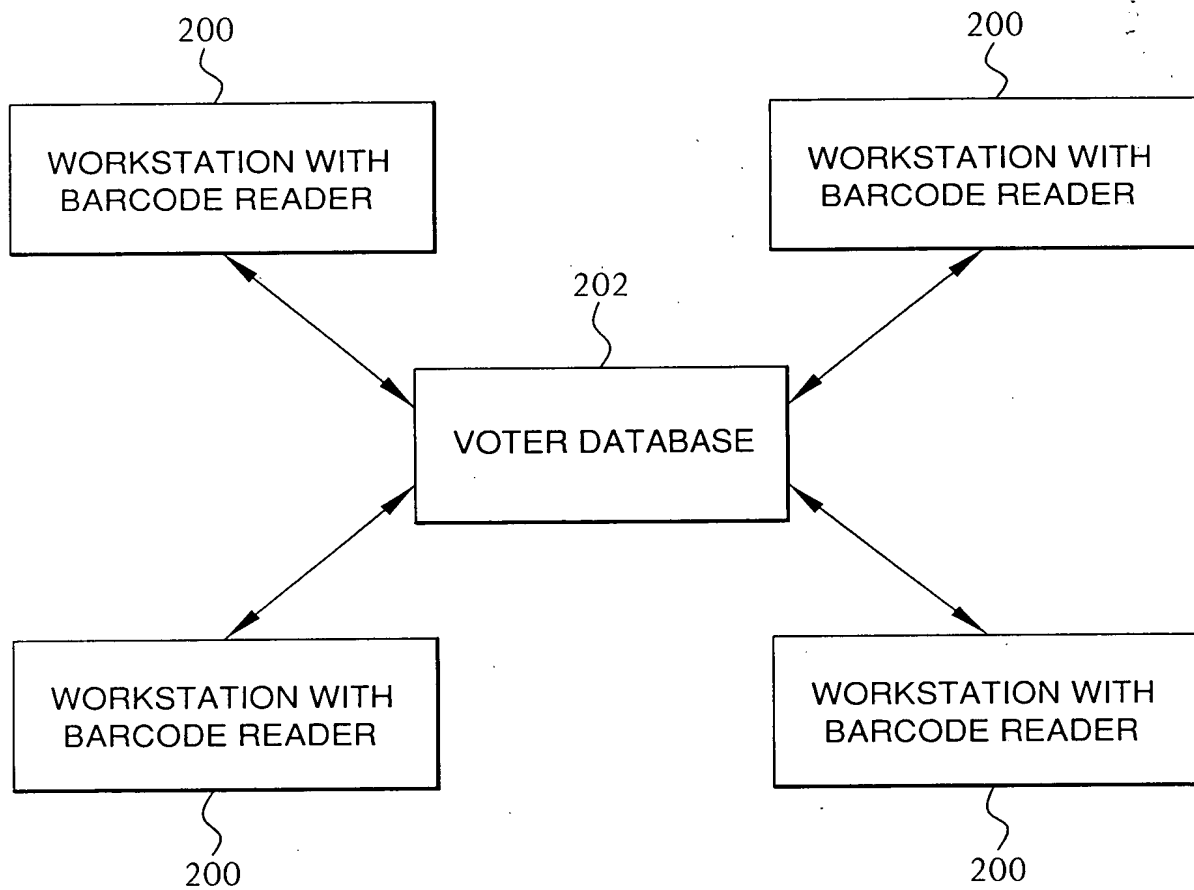 200
200
WORKSTATION WITH
BARCODE READER
WORKSTATION WITH
BARCODE READER
202
VOTER DATABASE
WORKSTATION WITH
BARCODE READER
WORKSTATION WITH
BARCODE READER
200
200